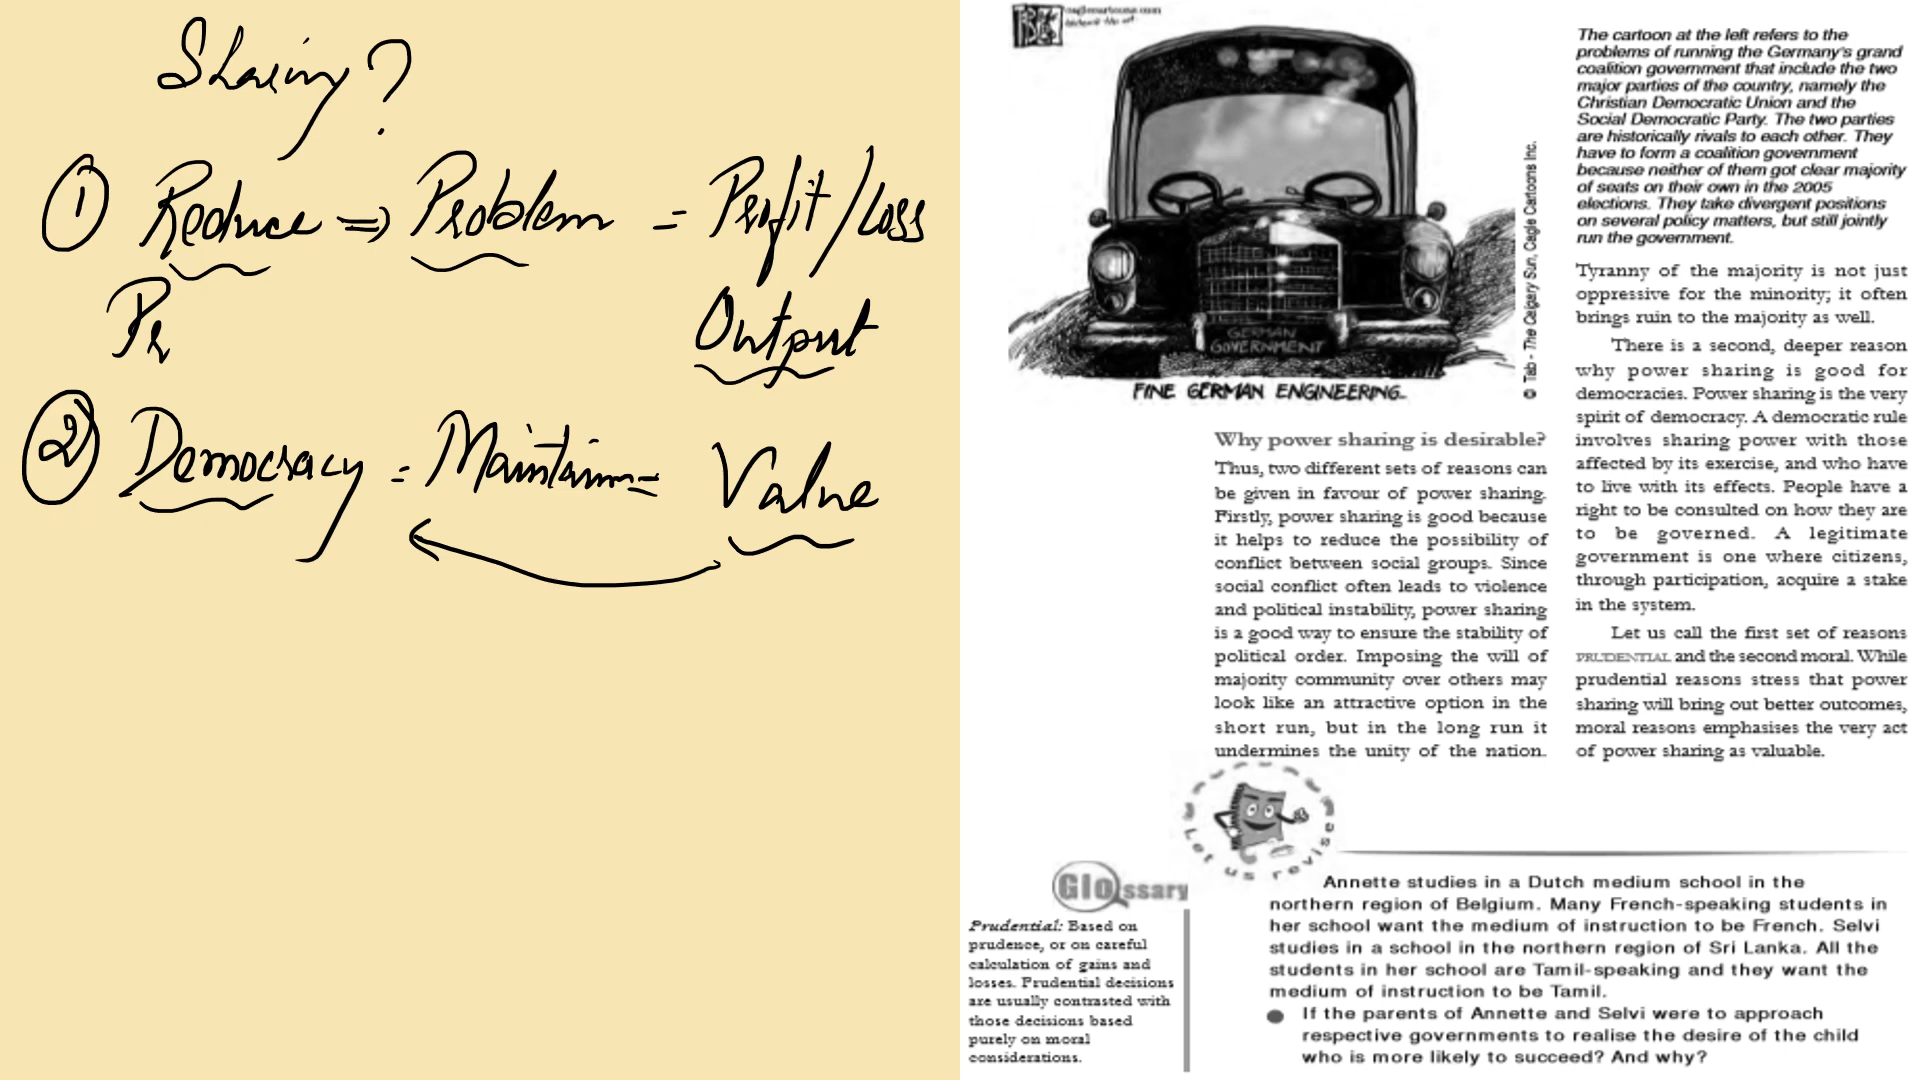 Sharing?
① Reduce ⇒ Problem = Profit/Loss
Pr
Output
② Democracy = Maintain = Value
caglecartoons.com
GERMAN
GOVERNMENT
FINE GERMAN ENGINEERING..
© Tab - The Calgary Sun, Cagle Cartoons Inc.
The cartoon at the left refers to the
problems of running the Germany's grand
coalition government that include the two
major parties of the country, namely the
Christian Democratic Union and the
Social Democratic Party. The two parties
are historically rivals to each other. They
have to form a coalition government
because neither of them got clear majority
of seats on their own in the 2005
elections. They take divergent positions
on several policy matters, but still jointly
run the government.
Why power sharing is desirable?
Thus, two different sets of reasons can
be given in favour of power sharing.
Firstly, power sharing is good because
it helps to reduce the possibility of
conflict between social groups. Since
social conflict often leads to violence
and political instability, power sharing
is a good way to ensure the stability of
political order. Imposing the will of
majority community over others may
look like an attractive option in the
short run, but in the long run it
undermines the unity of the nation.
Tyranny of the majority is not just
oppressive for the minority; it often
brings ruin to the majority as well.
There is a second, deeper reason
why power sharing is good for
democracies. Power sharing is the very
spirit of democracy. A democratic rule
involves sharing power with those
affected by its exercise, and who have
to live with its effects. People have a
right to be consulted on how they are
to be governed. A legitimate
government is one where citizens,
through participation, acquire a stake
in the system.
Let us call the first set of reasons
PRUDENTIAL and the second moral. While
prudential reasons stress that power
sharing will bring out better outcomes,
moral reasons emphasises the very act
of power sharing as valuable.
Let us revise
Glossary
Prudential: Based on
prudence, or on careful
calculation of gains and
losses. Prudential decisions
are usually contrasted with
those decisions based
purely on moral
considerations.
Annette studies in a Dutch medium school in the
northern region of Belgium. Many French-speaking students in
her school want the medium of instruction to be French. Selvi
studies in a school in the northern region of Sri Lanka. All the
students in her school are Tamil-speaking and they want the
medium of instruction to be Tamil.
● If the parents of Annette and Selvi were to approach
respective governments to realise the desire of the child
who is more likely to succeed? And why?